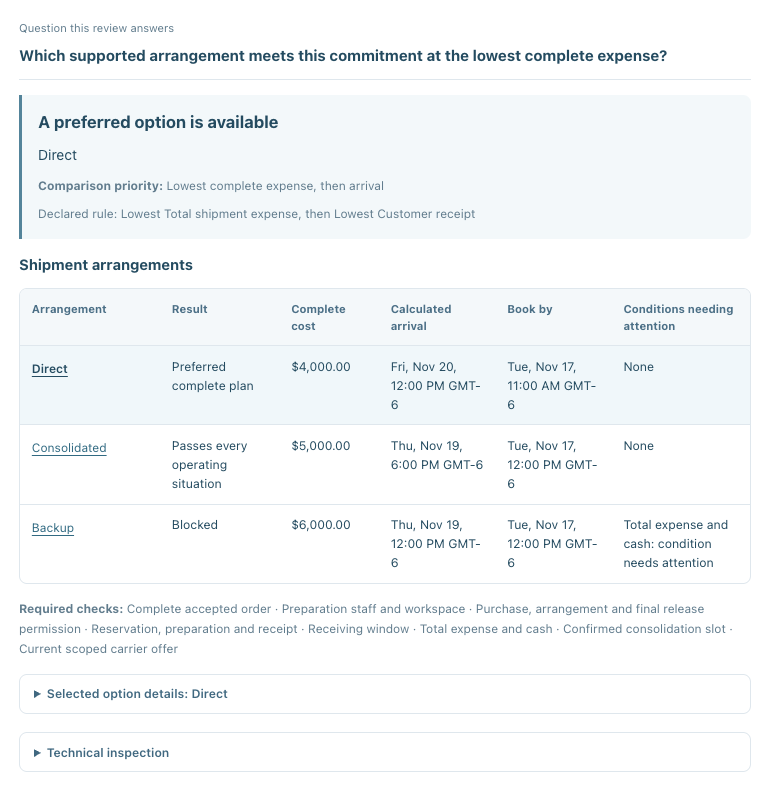 Question this review answers
Which supported arrangement meets this commitment at the lowest complete expense?
A preferred option is available
Direct
Comparison priority: Lowest complete expense, then arrival
Declared rule: Lowest Total shipment expense, then Lowest Customer receipt
Shipment arrangements
Arrangement Result Complete cost Calculated arrival Book by Conditions needing attention
Direct Preferred complete plan $4,000.00 Fri, Nov 20, 12:00 PM GMT-6 Tue, Nov 17, 11:00 AM GMT-6 None
Consolidated Passes every operating situation $5,000.00 Thu, Nov 19, 6:00 PM GMT-6 Tue, Nov 17, 12:00 PM GMT-6 None
Backup Blocked $6,000.00 Thu, Nov 19, 12:00 PM GMT-6 Tue, Nov 17, 12:00 PM GMT-6 Total expense and cash: condition needs attention
Required checks: Complete accepted order · Preparation staff and workspace · Purchase, arrangement and final release
permission · Reservation, preparation and receipt · Receiving window · Total expense and cash · Confirmed consolidation slot ·
Current scoped carrier offer
▶ Selected option details: Direct
▶ Technical inspection